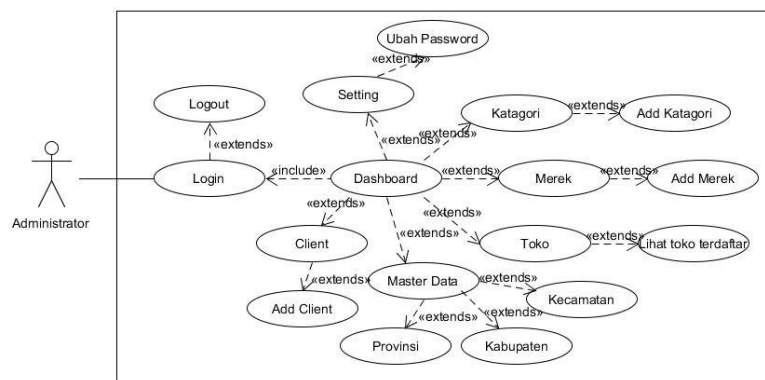 Ubah Password
«extends»
Setting
Logout
Katagori
«extends»
Add Katagori
«extends»
«extends»
«extends»
Login
«include»
Dashboard
«extends»
Merek
«extends»
Add Merek
Administrator
«extends»
«extends»
Client
«extends»
Toko
«extends»
Lihat toko terdaftar
«extends»
Master Data
«extends»
Add Client
Kecamatan
«extends»
«extends»
Provinsi
Kabupaten